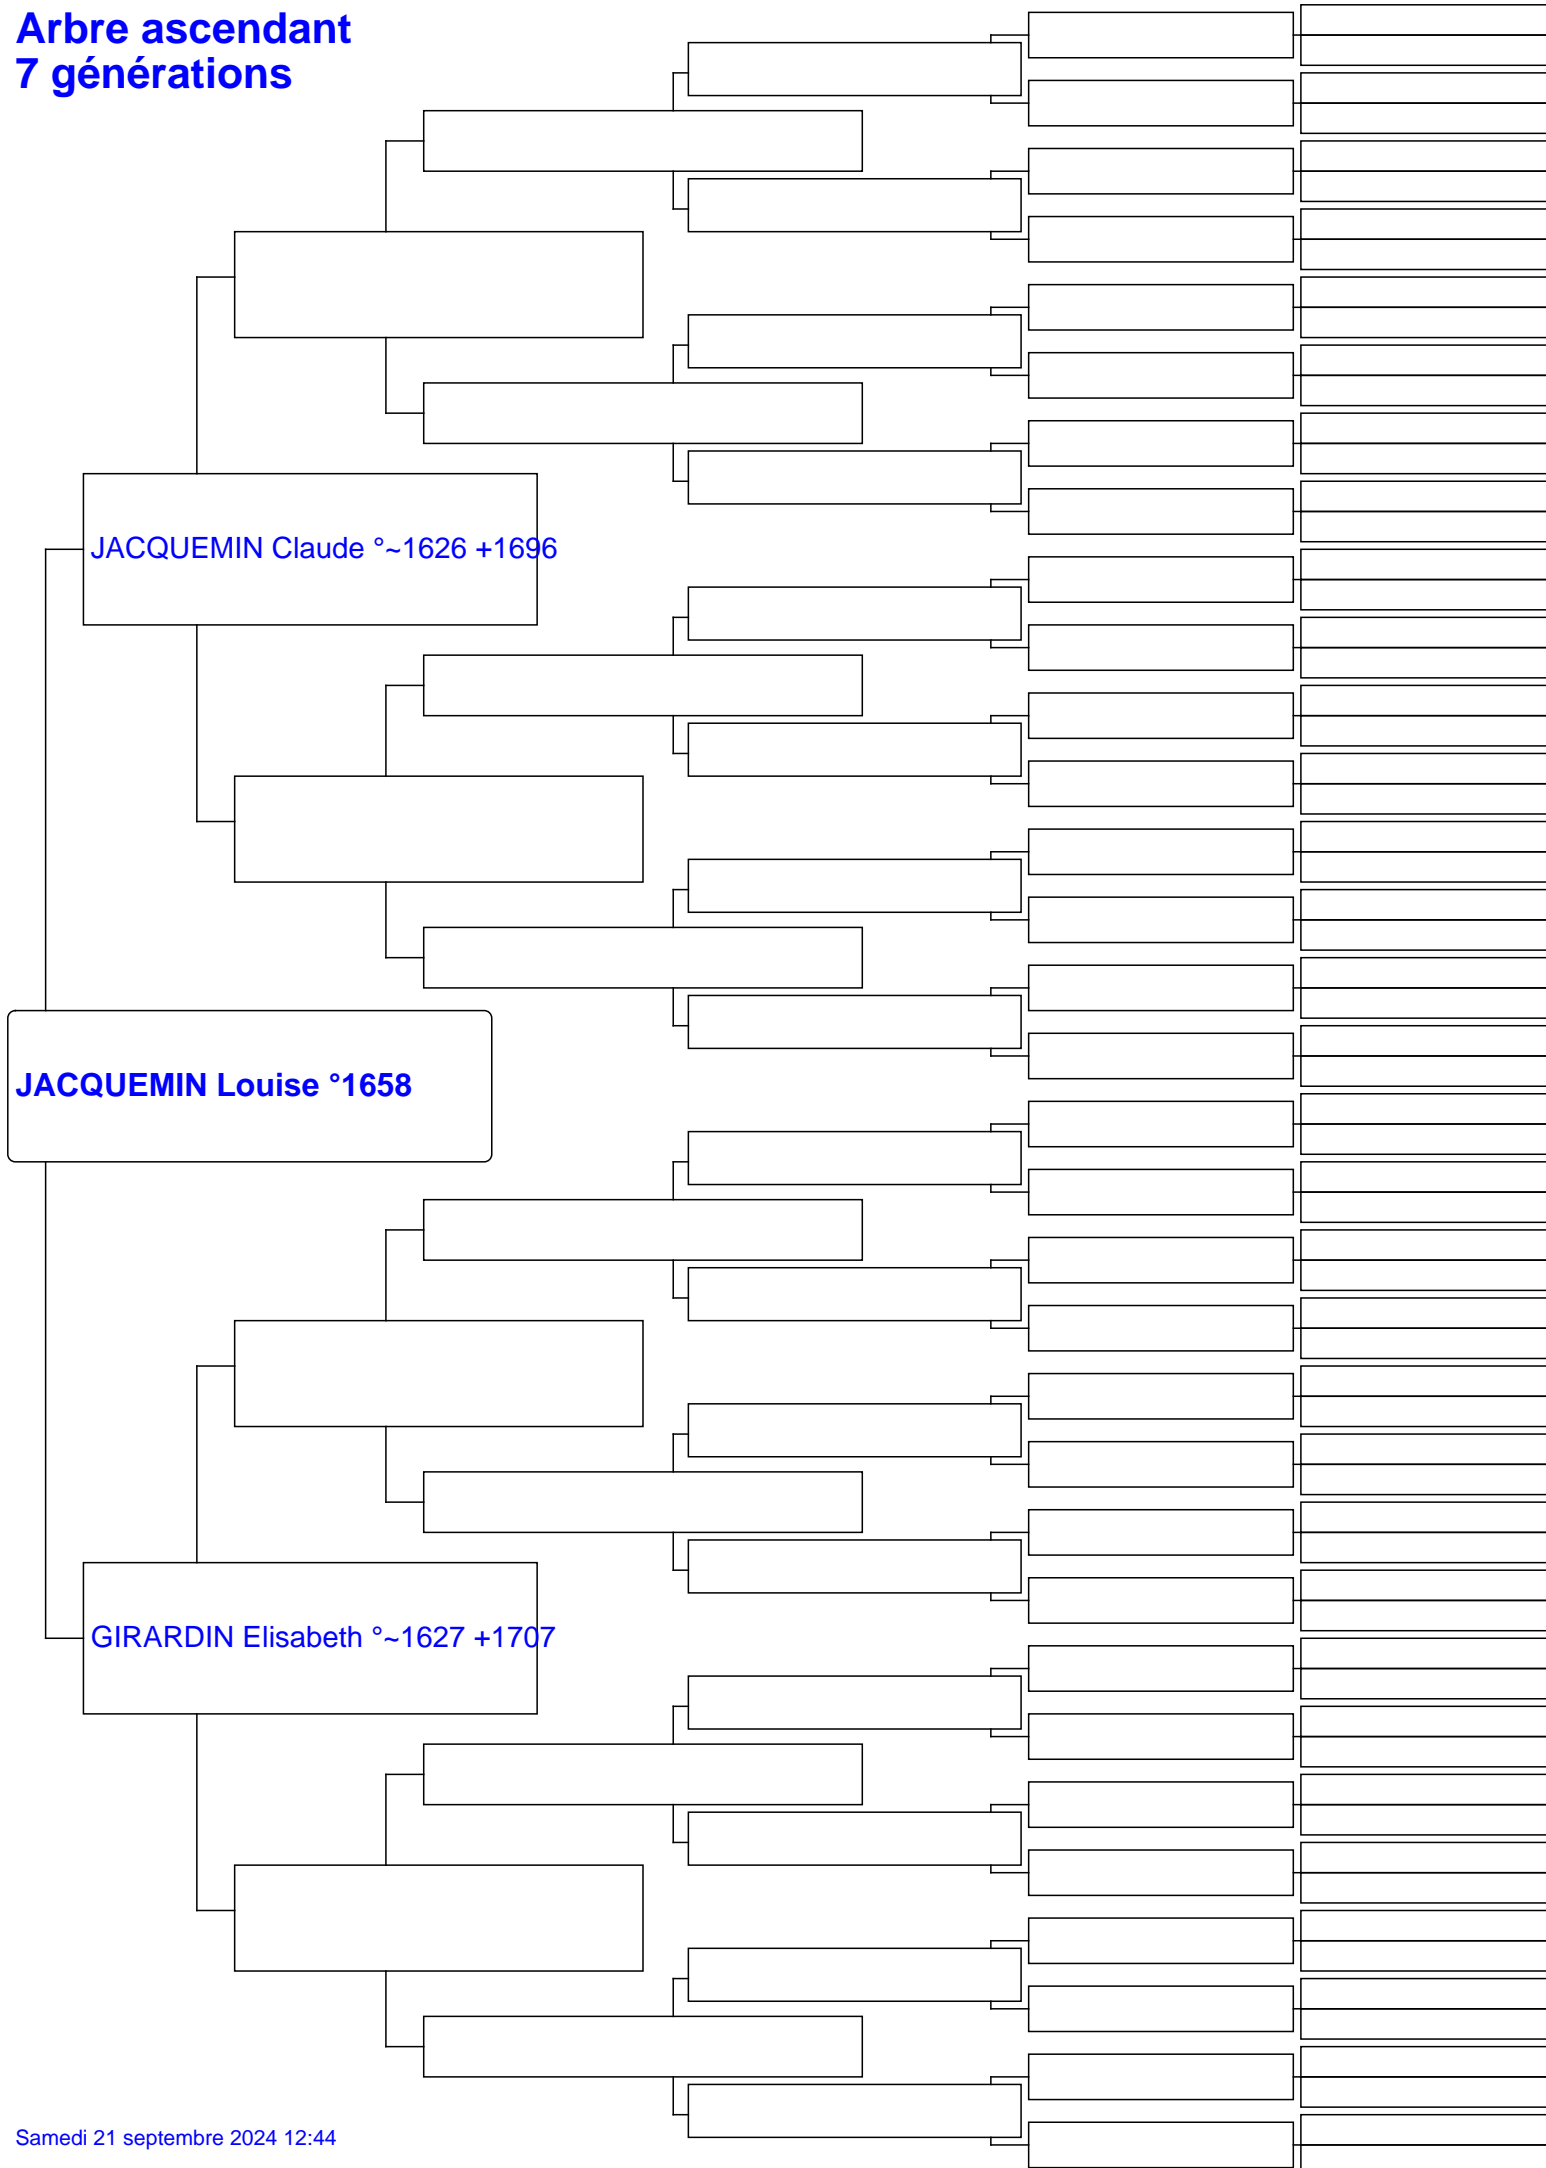 Arbre ascendant
7 générations
JACQUEMIN Claude °~1626 +1696
JACQUEMIN Louise °1658
GIRARDIN Elisabeth °~1627 +1707
Samedi 21 septembre 2024 12:44